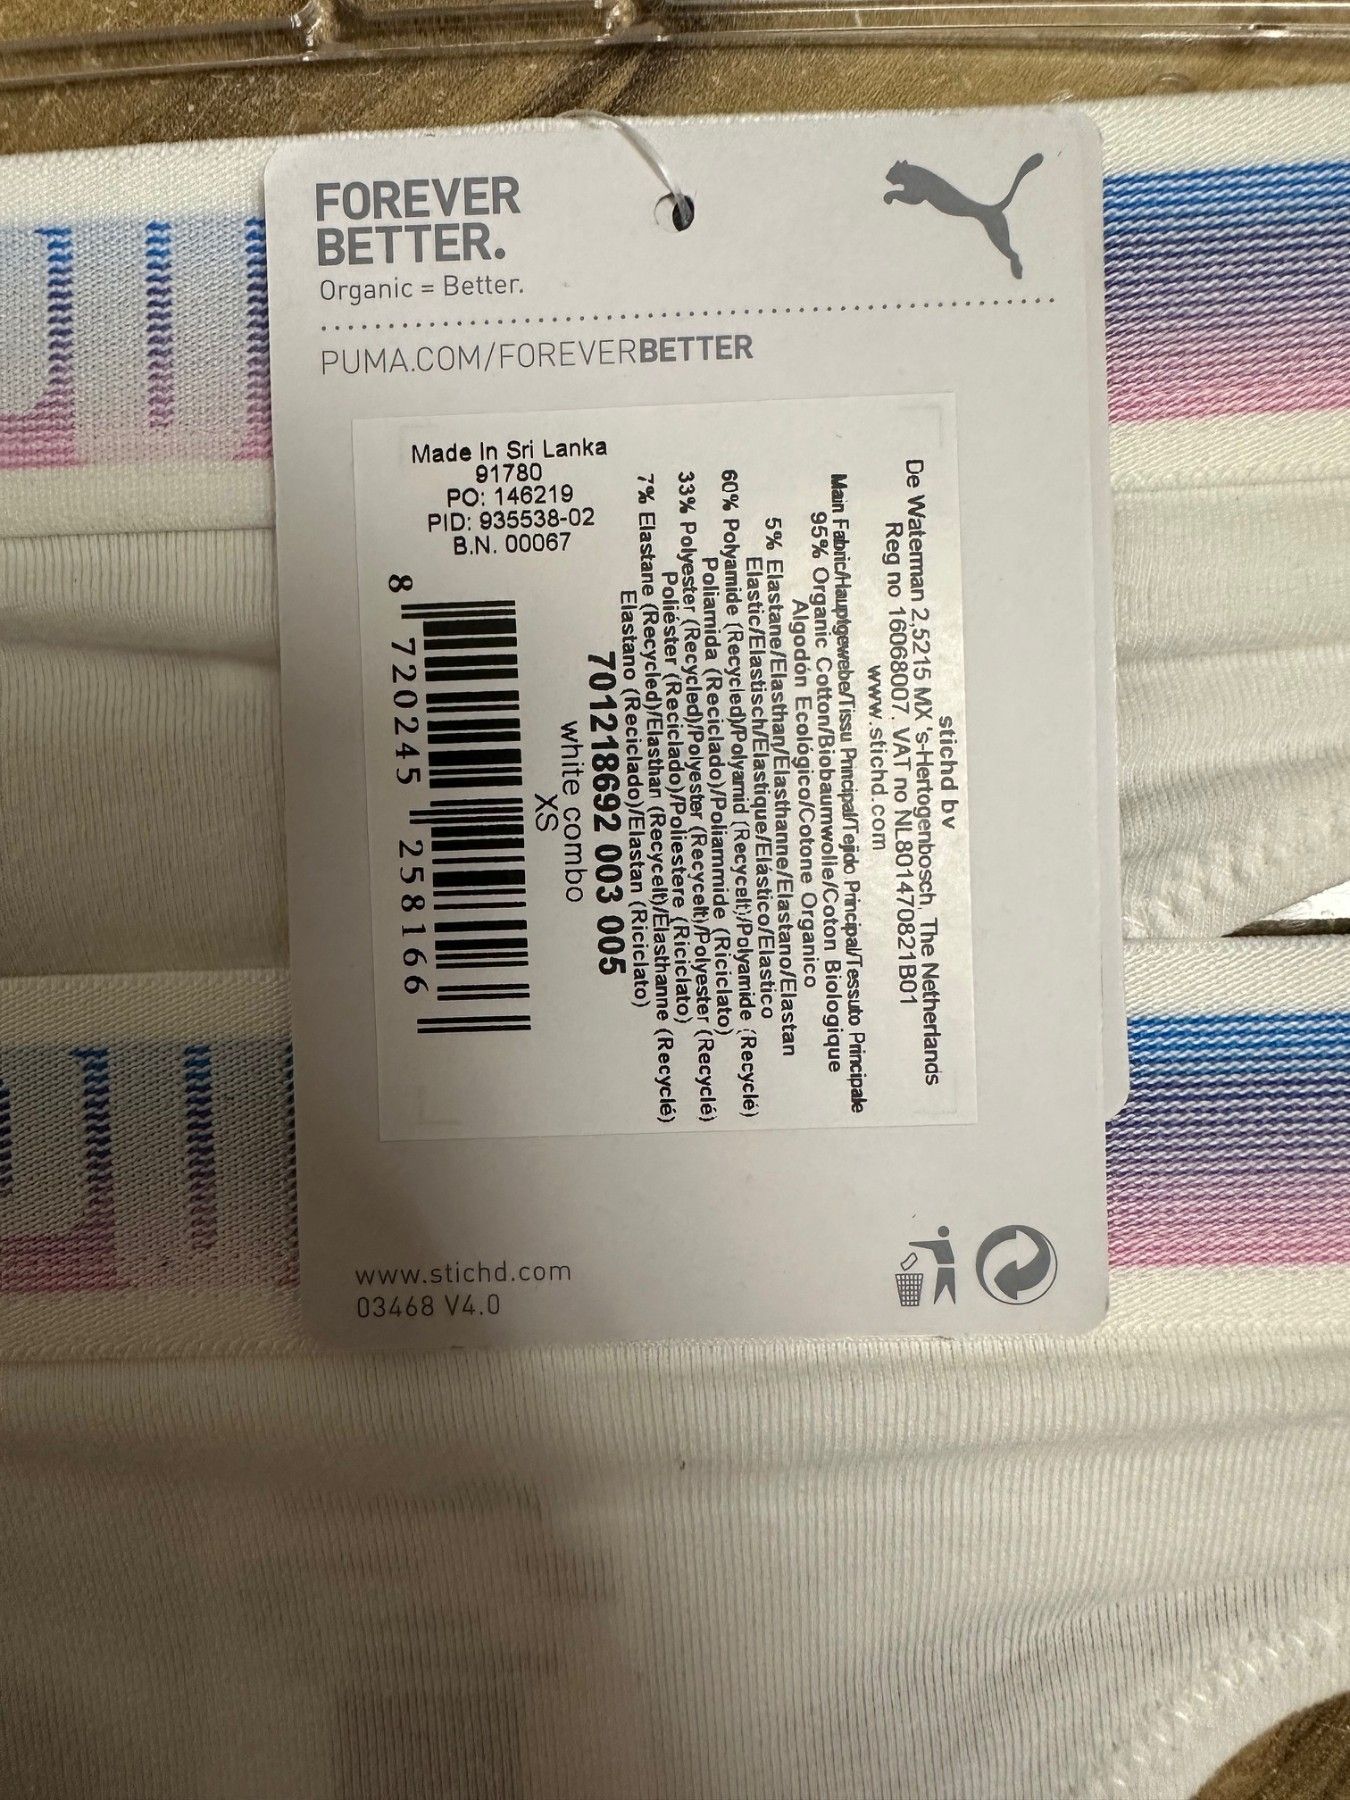 FOREVER
BETTER.
Organic = Better.
PUMA.COM/FOREVERBETTER
Made In Sri Lanka
91780
PO: 146219
PID: 935538-02
B.N. 00067
stichd bv
De Waterman 2,5215 MX 's-Hertogenbosch, The Netherlands
Reg no 16068007. VAT no NL801470821B01
www.stichd.com
Main Fabric/Hauptgewebe/Tissu Principal/Tejido Principal/Tessuto Principale
95% Organic Cotton/Biobaumwolle/Coton Biologique
Algodón Ecológico/Cotone Organico
5% Elastane/Elasthan/Élasthanne/Elastano/Elastan
Elastic/Elastisch/Élastique/Elástico/Elastico
60% Polyamide (Recycled)/Polyamid (Recycelt)/Polyamide (Recyclé)
Poliamida (Reciclado)/Poliammide (Riciclato)
33% Polyester (Recycled)/Polyester (Recycelt)/Polyester (Recyclé)
Poliéster (Reciclado)/Poliestere (Riciclato)
7% Elastane (Recycled)/Elasthan (Recycelt)/Élasthanne (Recyclé)
Elastano (Reciclado)/Elastan (Riciclato)
701218692 003 005
white combo
XS
8 720245 258166
www.stichd.com
03468 V4.0